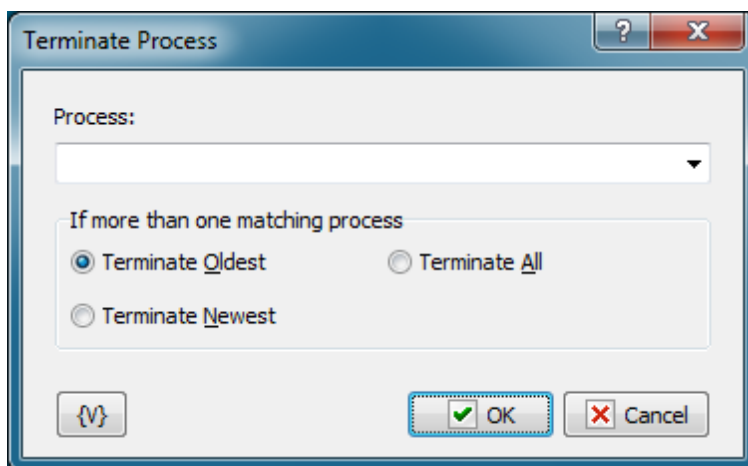 Terminate Process
?
X
Process:
If more than one matching process
Terminate Oldest
Terminate All
Terminate Newest
{V}
OK
Cancel